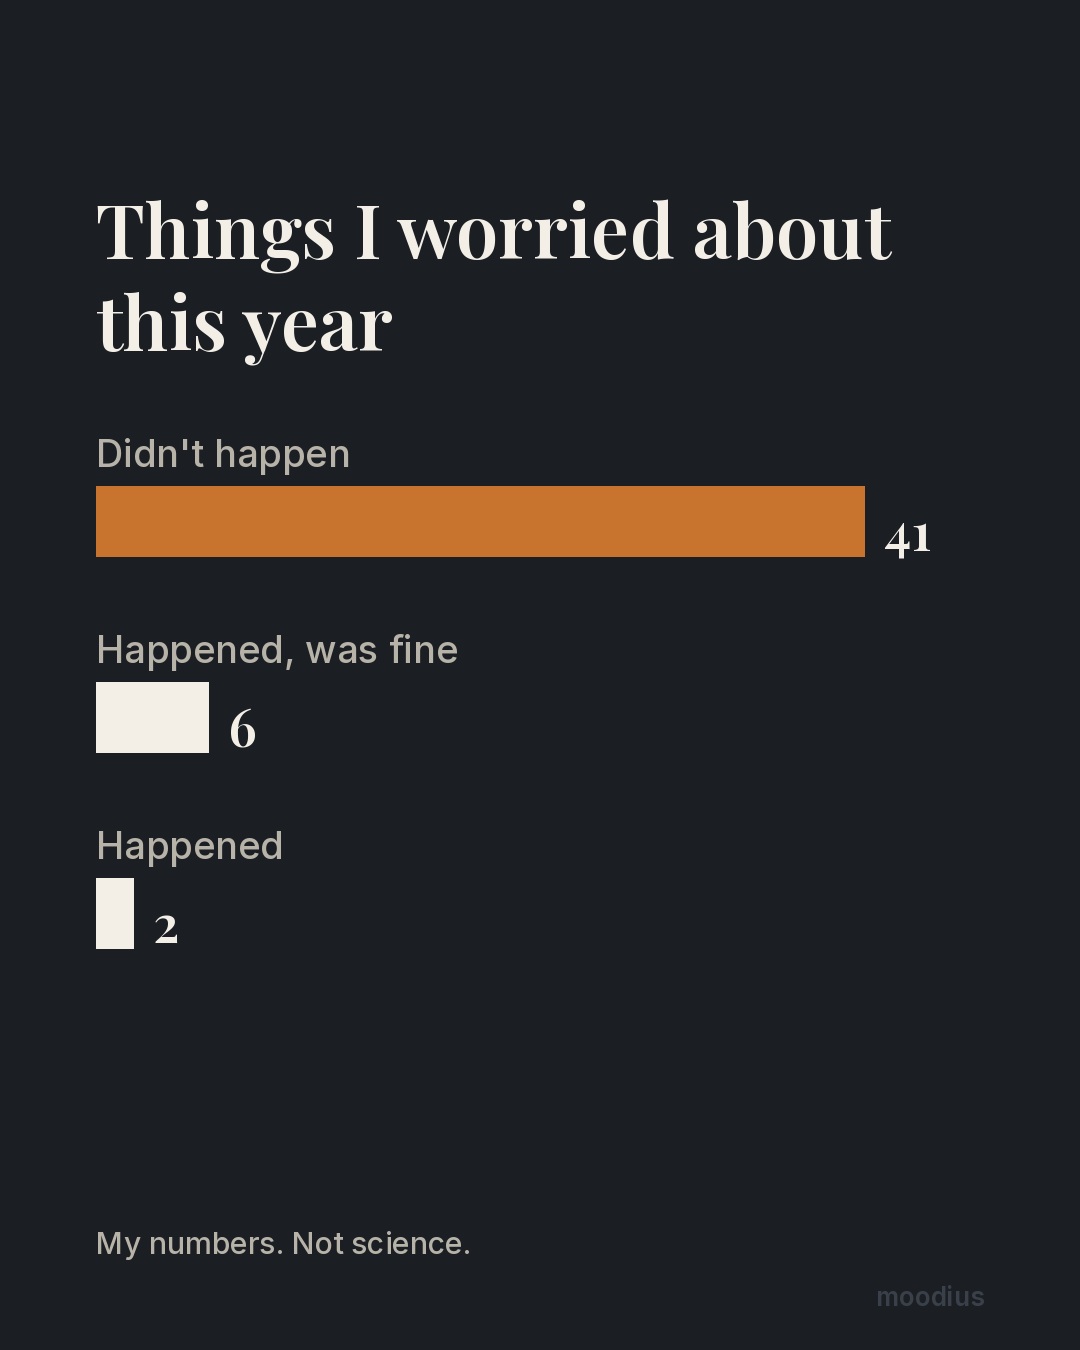 Things I worried about
this year
Didn't happen
41
Happened, was fine
6
Happened
2
My numbers. Not science.
moodius